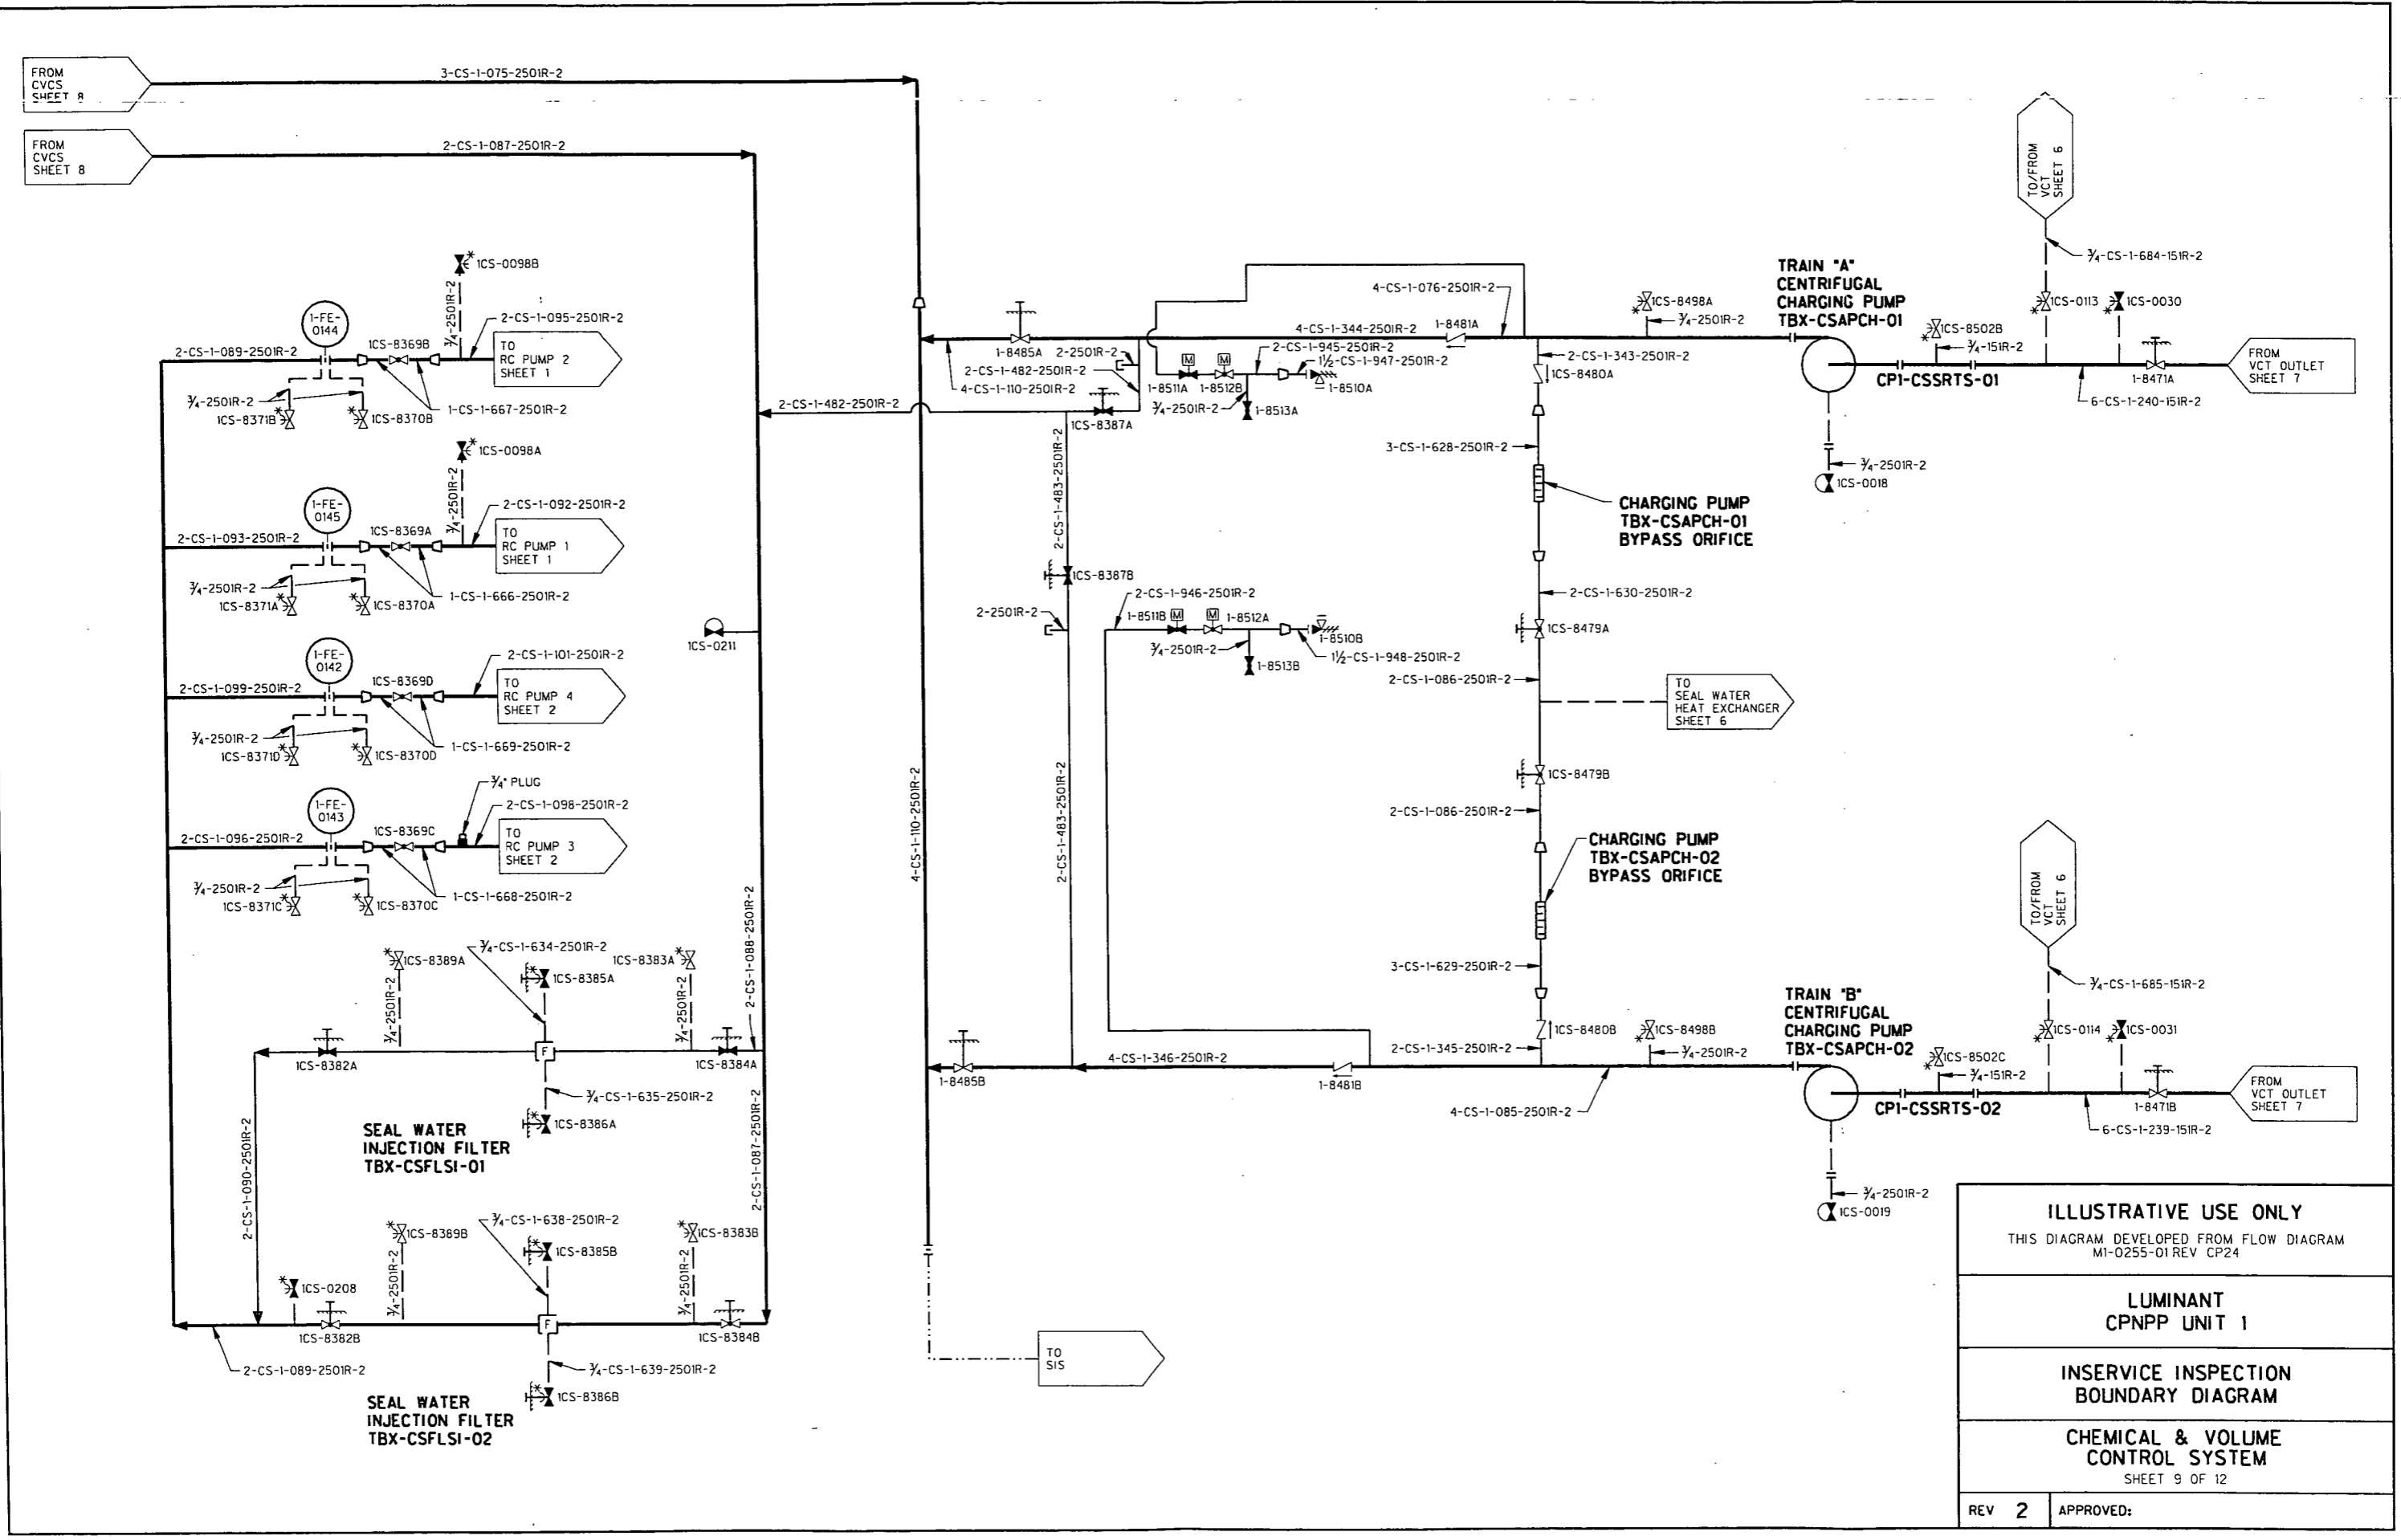 FROM
CVCS
SHEET 8
3-CS-1-075-2501R-2
FROM
CVCS
SHEET 8
2-CS-1-087-2501R-2
1CS-0098B
3/4-2501R-2
1-FE-
0144
2-CS-1-089-2501R-2
1CS-8369B
2-CS-1-095-2501R-2
TO
RC PUMP 2
SHEET 1
3/4-2501R-2
1CS-8371B
1CS-8370B
1-CS-1-667-2501R-2
1CS-0098A
3/4-2501R-2
1-FE-
0145
2-CS-1-093-2501R-2
1CS-8369A
2-CS-1-092-2501R-2
TO
RC PUMP 1
SHEET 1
3/4-2501R-2
1CS-8371A
1CS-8370A
1-CS-1-666-2501R-2
1-FE-
0142
2-CS-1-099-2501R-2
1CS-8369D
2-CS-1-101-2501R-2
TO
RC PUMP 4
SHEET 2
3/4-2501R-2
1CS-8371D
1CS-8370D
1-CS-1-669-2501R-2
3/4" PLUG
1-FE-
0143
2-CS-1-096-2501R-2
1CS-8369C
2-CS-1-098-2501R-2
TO
RC PUMP 3
SHEET 2
3/4-2501R-2
1CS-8371C
1CS-8370C
1-CS-1-668-2501R-2
1CS-0211
1CS-8389A
3/4-2501R-2
3/4-CS-1-634-2501R-2
1CS-8385A
1CS-8383A
3/4-2501R-2
2-CS-1-088-2501R-2
1CS-8382A
F
1CS-8384A
3/4-CS-1-635-2501R-2
1CS-8386A
SEAL WATER
INJECTION FILTER
TBX-CSFLSI-01
2-CS-1-090-2501R-2
2-CS-1-087-2501R-2
1CS-0208
1CS-8389B
3/4-2501R-2
3/4-CS-1-638-2501R-2
1CS-8385B
1CS-8383B
3/4-2501R-2
1CS-8382B
F
1CS-8384B
2-CS-1-089-2501R-2
3/4-CS-1-639-2501R-2
1CS-8386B
SEAL WATER
INJECTION FILTER
TBX-CSFLSI-02
4-CS-1-076-2501R-2
4-CS-1-344-2501R-2
1-8481A
1-8485A
2-2501R-2
2-CS-1-482-2501R-2
4-CS-1-110-2501R-2
2-CS-1-482-2501R-2
1CS-8387A
M
M
1-8511A
1-8512B
2-CS-1-945-2501R-2
1½-CS-1-947-2501R-2
1-8510A
3/4-2501R-2
1-8513A
2-CS-1-343-2501R-2
1CS-8480A
1CS-8498A
3/4-2501R-2
TRAIN "A"
CENTRIFUGAL
CHARGING PUMP
TBX-CSAPCH-01
1CS-8502B
3/4-151R-2
CP1-CSSRTS-01
TO/FROM
VCT
SHEET 6
3/4-CS-1-684-151R-2
1CS-0113
1CS-0030
1-8471A
6-CS-1-240-151R-2
FROM
VCT OUTLET
SHEET 7
3/4-2501R-2
1CS-0018
3-CS-1-628-2501R-2
CHARGING PUMP
TBX-CSAPCH-01
BYPASS ORIFICE
2-CS-1-483-2501R-2
1CS-8387B
2-2501R-2
2-CS-1-946-2501R-2
M
M
1-8511B
1-8512A
1-8510B
3/4-2501R-2
1-8513B
1½-CS-1-948-2501R-2
2-CS-1-630-2501R-2
1CS-8479A
2-CS-1-086-2501R-2
TO
SEAL WATER
HEAT EXCHANGER
SHEET 6
1CS-8479B
2-CS-1-086-2501R-2
4-CS-1-110-2501R-2
2-CS-1-483-2501R-2
CHARGING PUMP
TBX-CSAPCH-02
BYPASS ORIFICE
3-CS-1-629-2501R-2
1CS-8480B
2-CS-1-345-2501R-2
1CS-8498B
3/4-2501R-2
1-8485B
4-CS-1-346-2501R-2
1-8481B
4-CS-1-085-2501R-2
TRAIN "B"
CENTRIFUGAL
CHARGING PUMP
TBX-CSAPCH-02
1CS-8502C
3/4-151R-2
CP1-CSSRTS-02
TO/FROM
VCT
SHEET 6
3/4-CS-1-685-151R-2
1CS-0114
1CS-0031
1-8471B
6-CS-1-239-151R-2
FROM
VCT OUTLET
SHEET 7
3/4-2501R-2
1CS-0019
TO
SIS
ILLUSTRATIVE USE ONLY
THIS DIAGRAM DEVELOPED FROM FLOW DIAGRAM
M1-0255-01 REV CP24
LUMINANT
CPNPP UNIT 1
INSERVICE INSPECTION
BOUNDARY DIAGRAM
CHEMICAL & VOLUME
CONTROL SYSTEM
SHEET 9 OF 12
REV 2
APPROVED: